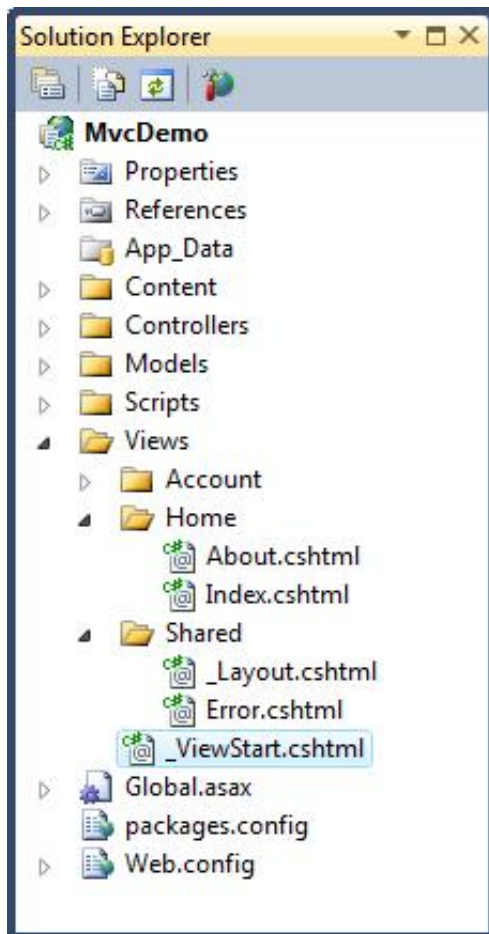 Solution Explorer
MvcDemo
Properties
References
App_Data
Content
Controllers
Models
Scripts
Views
Account
Home
About.cshtml
Index.cshtml
Shared
_Layout.cshtml
Error.cshtml
_ViewStart.cshtml
Global.asax
packages.config
Web.config